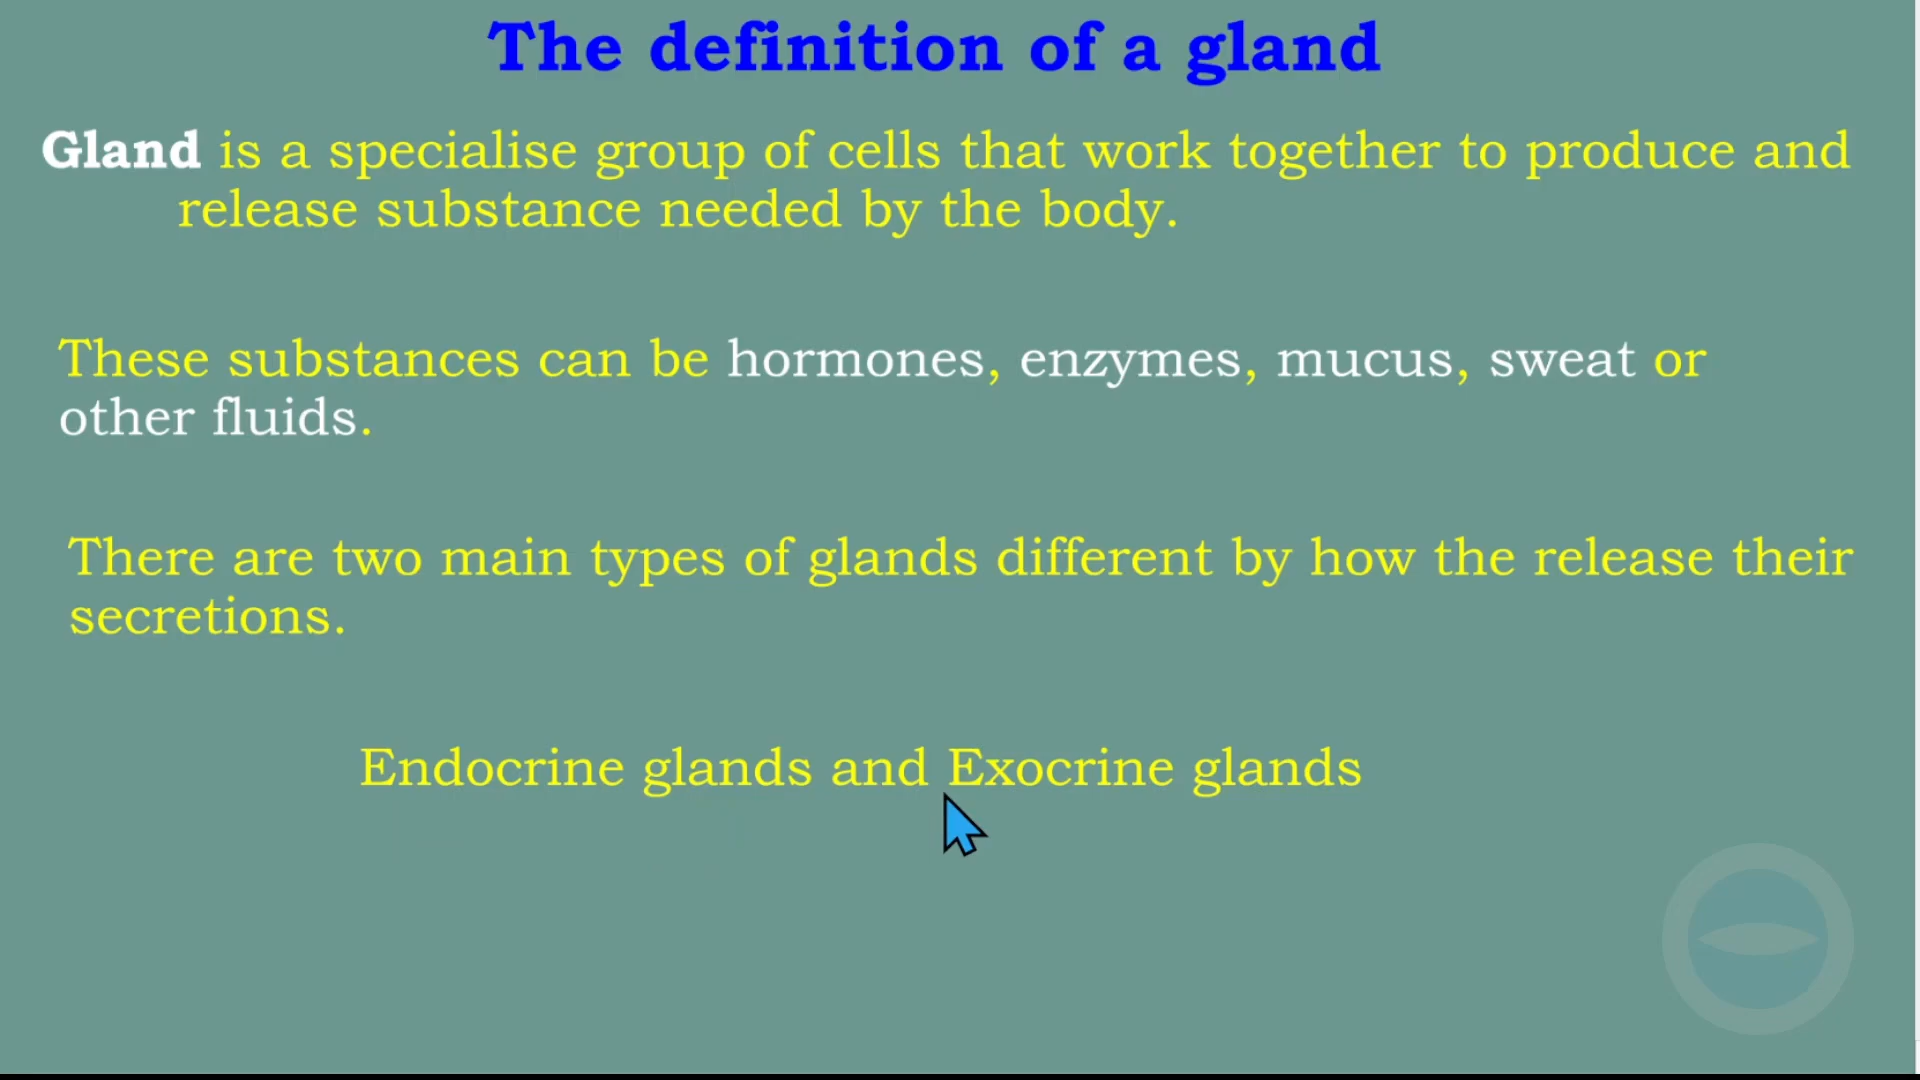 The definition of a gland
Gland is a specialise group of cells that work together to produce and
release substance needed by the body.
These substances can be hormones, enzymes, mucus, sweat or
other fluids.
There are two main types of glands different by how the release their
secretions.
Endocrine glands and Exocrine glands